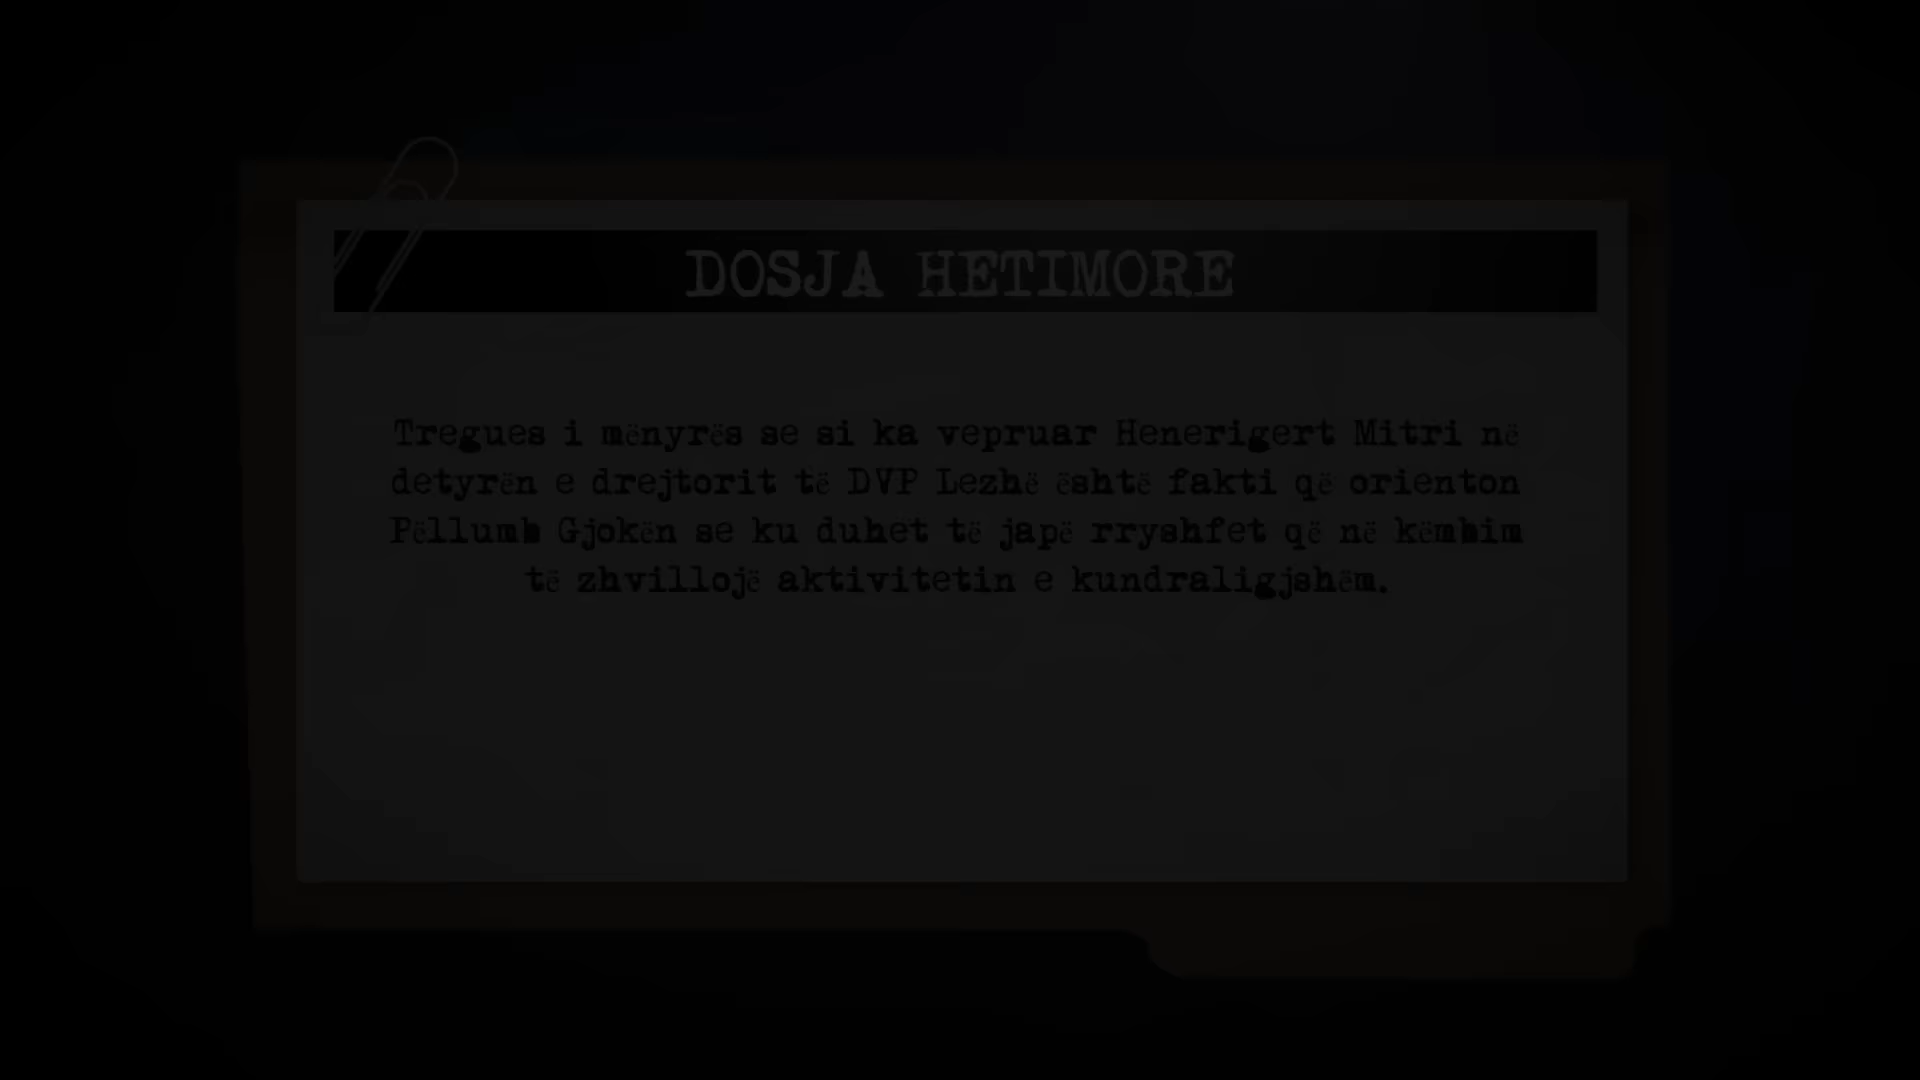 DOSJA HETIMORE
Tregues i mënyrës se si ka vepruar Henerigert Mitri në
detyrën e drejtorit të DVP Lezhë është fakti që orienton
Pëllumb Gjokën se ku duhet të japë rryshfet që në këmbim
të zhvillojë aktivitetin e kundraligjshëm.